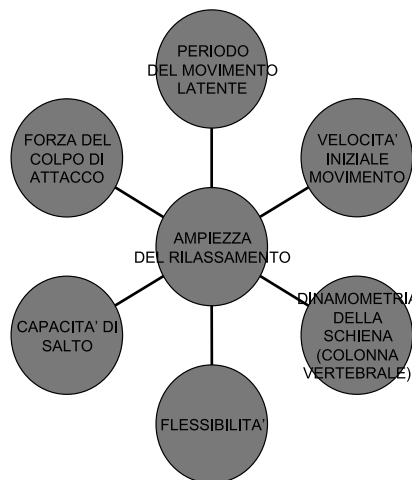 PERIODO
DEL MOVIMENTO
LATENTE
FORZA DEL
COLPO DI
ATTACCO
VELOCITA'
INIZIALE
MOVIMENTO
AMPIEZZA
DEL RILASSAMENTO
CAPACITA' DI
SALTO
DINAMOMETRIA
DELLA
SCHIENA
(COLONNA
VERTEBRALE)
FLESSIBILITA'